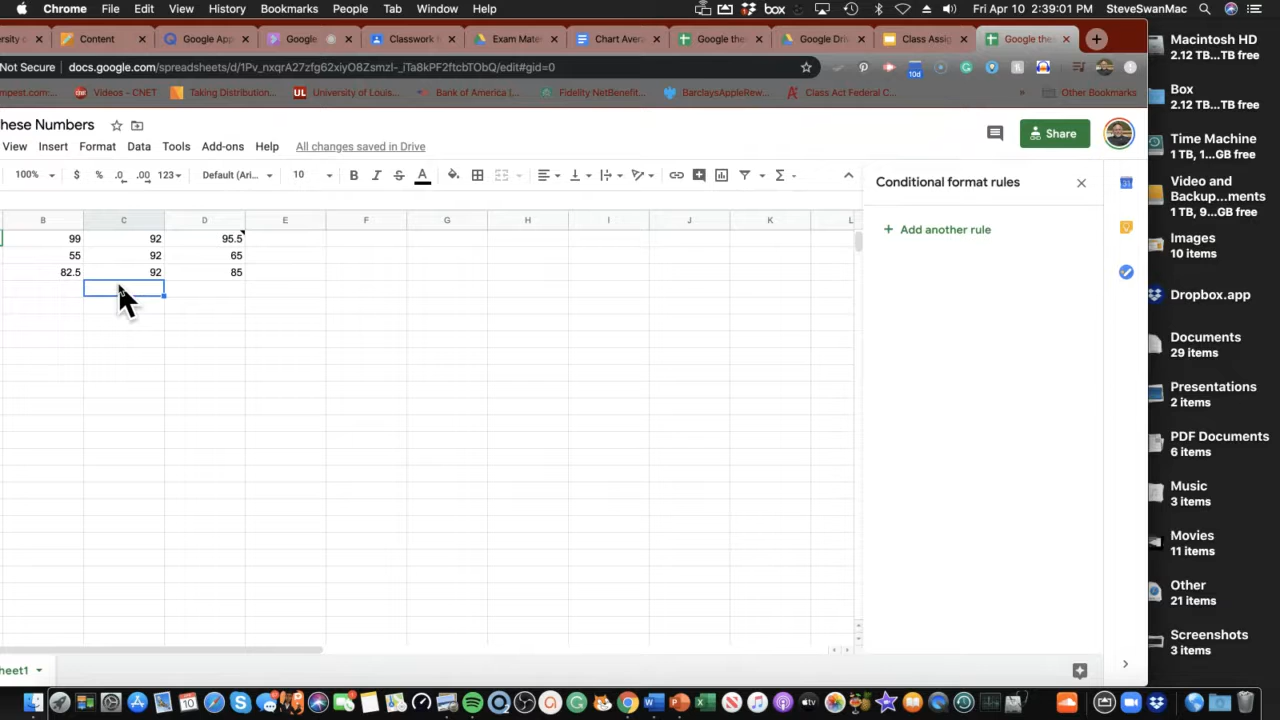 Chrome File Edit View History Bookmarks People Tab Window Help box Fri Apr 10 2:39:01 PM SteveSwanMac
Content Google App Google Classwork Exam Mate Chart Avera Google the Google Driv Class Assig Google the
Not Secure docs.google.com/spreadsheets/d/1Pv_nxqrA27zfg62xiyO8Zsmzl-_iTa8kPF2ftcbTObQ/edit#gid=0 10d
mpest.com:... Videos – CNET Taking Distribution... UL University of Louis... Bank of America |... Fidelity NetBenefit... BarclaysAppleRew... Class Act Federal C... » Other Bookmarks
hese Numbers
Share
View Insert Format Data Tools Add-ons Help All changes saved in Drive
100% $ % .0 .00 123 Default (Ari... 10 B I S A Σ
Conditional format rules
+ Add another rule
B C D E F G H I J K L
99 92 95.5
55 92 65
82.5 92 85
heet1
Macintosh HD
2.12 TB...TB free
Box
2.12 TB...TB free
Time Machine
1 TB, 1...GB free
Video and
Backup...ments
1 TB, 9...GB free
Images
10 items
Dropbox.app
Documents
29 items
Presentations
2 items
PDF Documents
6 items
Music
3 items
Movies
11 items
Other
21 items
Screenshots
3 items